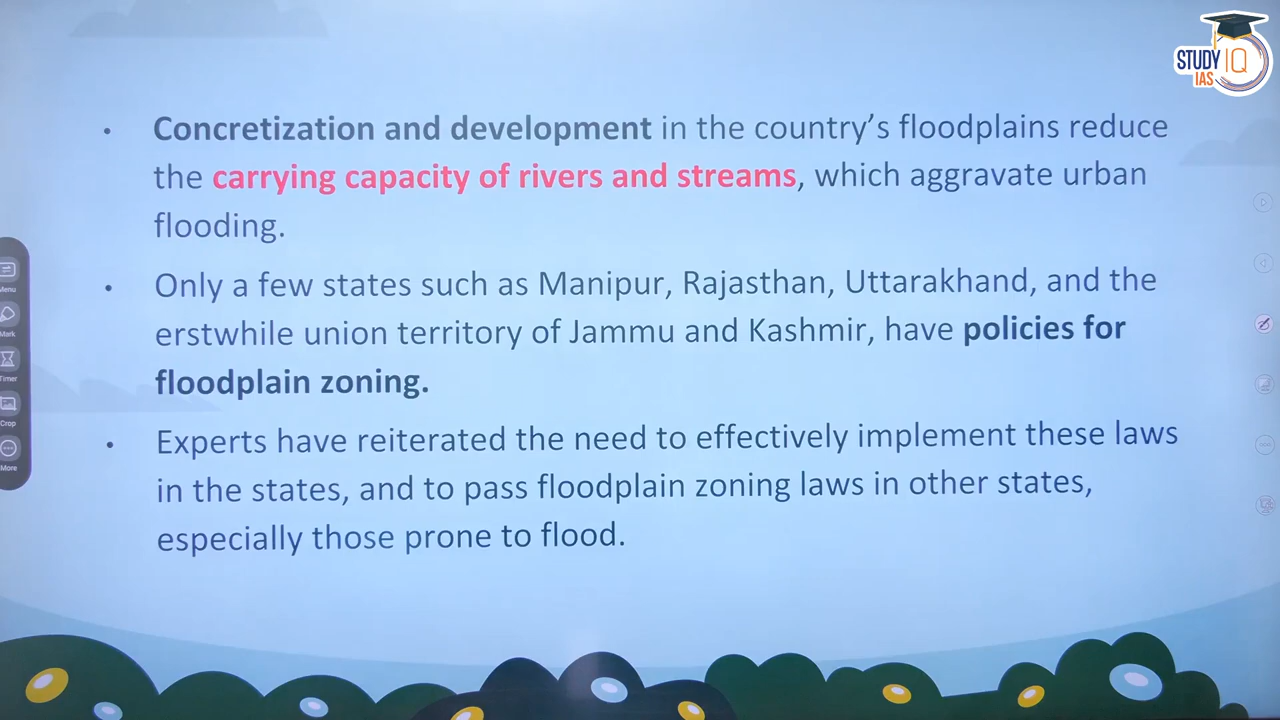 STUDY IQ
IAS
• Concretization and development in the country's floodplains reduce
the carrying capacity of rivers and streams, which aggravate urban
flooding.
• Only a few states such as Manipur, Rajasthan, Uttarakhand, and the
erstwhile union territory of Jammu and Kashmir, have policies for
floodplain zoning.
• Experts have reiterated the need to effectively implement these laws
in the states, and to pass floodplain zoning laws in other states,
especially those prone to flood.
Menu
Mark
Timer
Crop
More